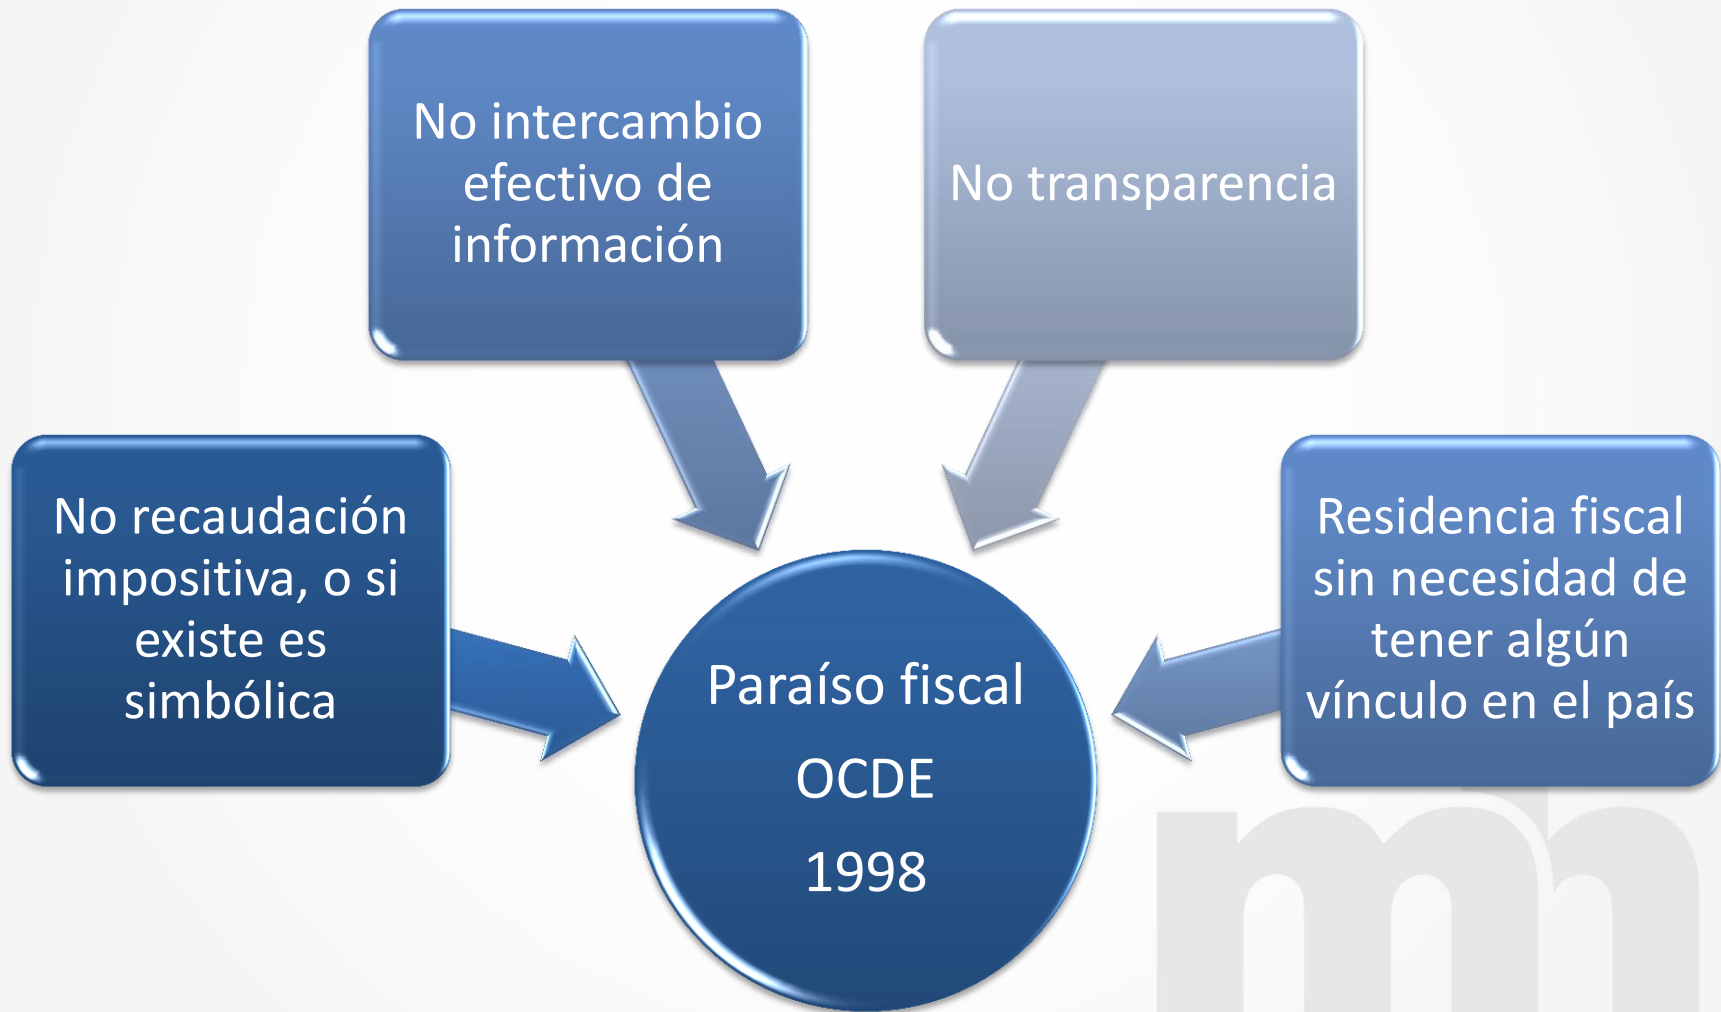 No intercambio
efectivo de
información
No transparencia
No recaudación
impositiva, o si
existe es
simbólica
Residencia fiscal
sin necesidad de
tener algún
vínculo en el país
Paraíso fiscal
OCDE
1998